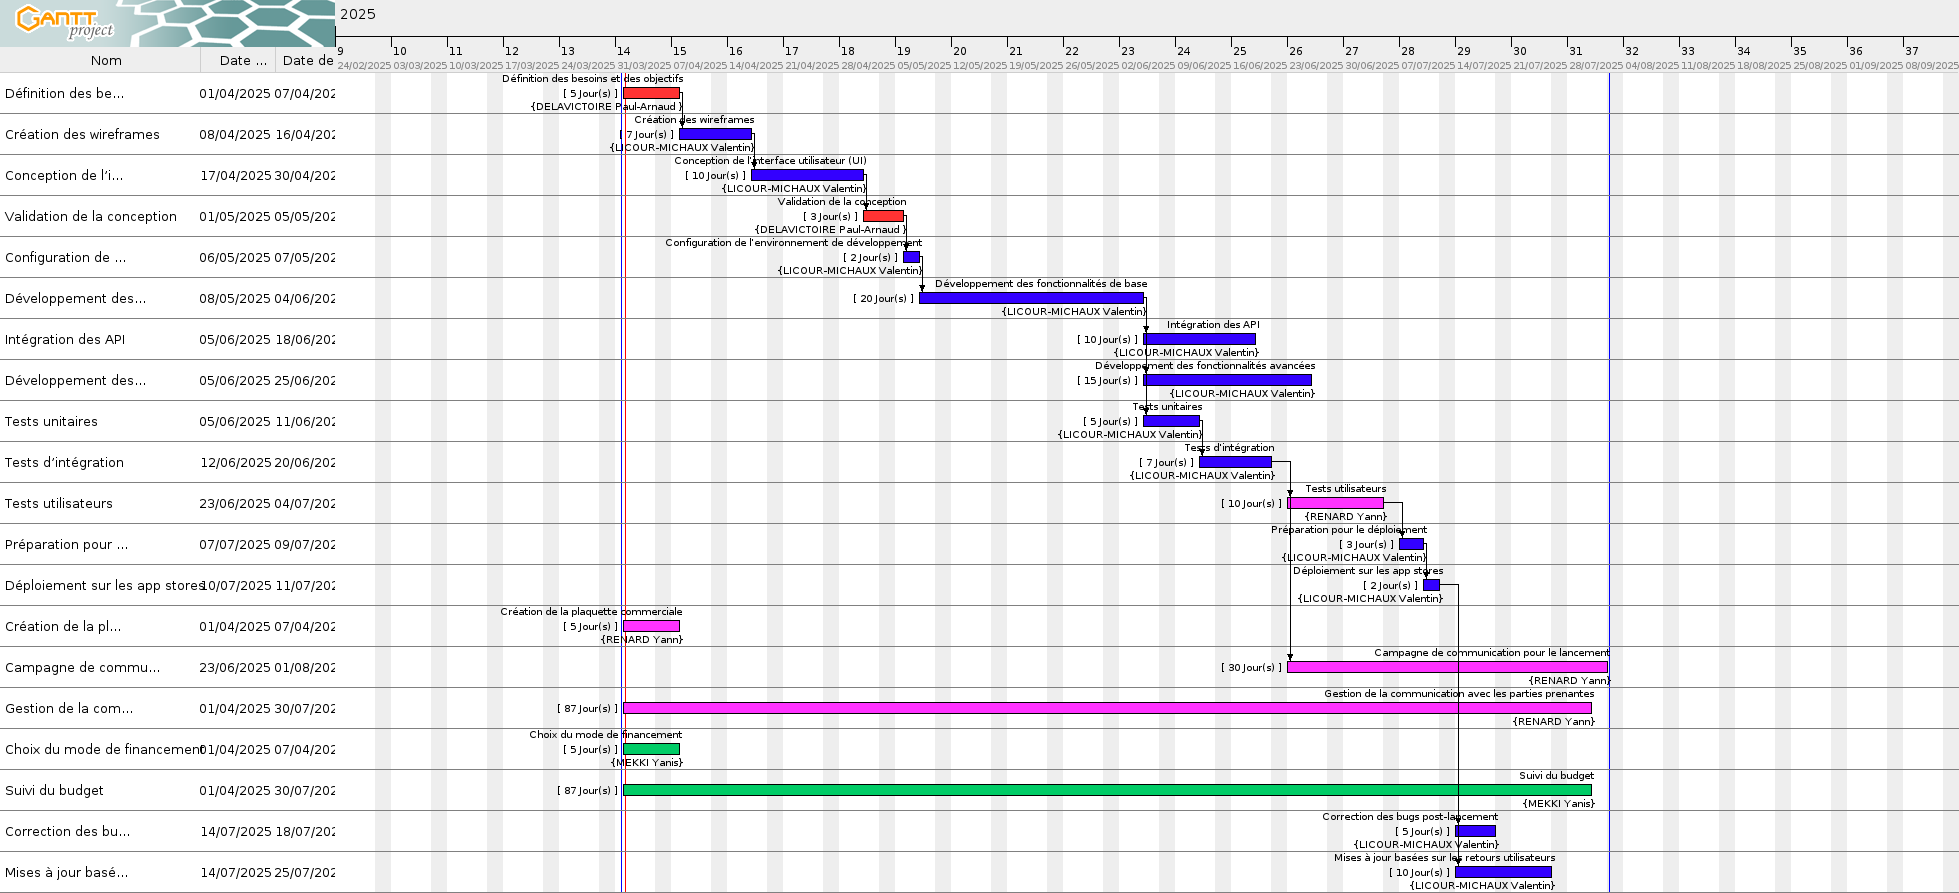 GANTT
project
2025
9 10 11 12 13 14 15 16 17 18 19 20 21 22 23 24 25 26 27 28 29 30 31 32 33 34 35 36 37
Nom Date ... Date de
24/02/2025 03/03/2025 10/03/2025 17/03/2025 24/03/2025 31/03/2025 07/04/2025 14/04/2025 21/04/2025 28/04/2025 05/05/2025 12/05/2025 19/05/2025 26/05/2025 02/06/2025 09/06/2025 16/06/2025 23/06/2025 30/06/2025 07/07/2025 14/07/2025 21/07/2025 28/07/2025 04/08/2025 11/08/2025 18/08/2025 25/08/2025 01/09/2025 08/09/2025
Définition des besoins et des objectifs
Définition des be... 01/04/2025 07/04/202 [ 5 Jour(s) ]
{DELAVICTOIRE Paul-Arnaud }
Création des wireframes
Création des wireframes 08/04/2025 16/04/202 [ 7 Jour(s) ]
{LICOUR-MICHAUX Valentin}
Conception de l'interface utilisateur (UI)
Conception de l'i... 17/04/2025 30/04/202 [ 10 Jour(s) ]
{LICOUR-MICHAUX Valentin}
Validation de la conception
Validation de la conception 01/05/2025 05/05/202 [ 3 Jour(s) ]
{DELAVICTOIRE Paul-Arnaud }
Configuration de l'environnement de développement
Configuration de ... 06/05/2025 07/05/202 [ 2 Jour(s) ]
{LICOUR-MICHAUX Valentin}
Développement des fonctionnalités de base
Développement des... 08/05/2025 04/06/202 [ 20 Jour(s) ]
{LICOUR-MICHAUX Valentin}
Intégration des API
Intégration des API 05/06/2025 18/06/202 [ 10 Jour(s) ]
{LICOUR-MICHAUX Valentin}
Développement des fonctionnalités avancées
Développement des... 05/06/2025 25/06/202 [ 15 Jour(s) ]
{LICOUR-MICHAUX Valentin}
Tests unitaires
Tests unitaires 05/06/2025 11/06/202 [ 5 Jour(s) ]
{LICOUR-MICHAUX Valentin}
Tests d'intégration
Tests d'intégration 12/06/2025 20/06/202 [ 7 Jour(s) ]
{LICOUR-MICHAUX Valentin}
Tests utilisateurs
Tests utilisateurs 23/06/2025 04/07/202 [ 10 Jour(s) ]
{RENARD Yann}
Préparation pour le déploiement
Préparation pour ... 07/07/2025 09/07/202 [ 3 Jour(s) ]
{LICOUR-MICHAUX Valentin}
Déploiement sur les app stores
Déploiement sur les app stores 10/07/2025 11/07/202 [ 2 Jour(s) ]
{LICOUR-MICHAUX Valentin}
Création de la plaquette commerciale
Création de la pl... 01/04/2025 07/04/202 [ 5 Jour(s) ]
{RENARD Yann}
Campagne de communication pour le lancement
Campagne de commu... 23/06/2025 01/08/202 [ 30 Jour(s) ]
{RENARD Yann}
Gestion de la communication avec les parties prenantes
Gestion de la com... 01/04/2025 30/07/202 [ 87 Jour(s) ]
{RENARD Yann}
Choix du mode de financement
Choix du mode de financement 01/04/2025 07/04/202 [ 5 Jour(s) ]
{MEKKI Yanis}
Suivi du budget
Suivi du budget 01/04/2025 30/07/202 [ 87 Jour(s) ]
{MEKKI Yanis}
Correction des bugs post-lancement
Correction des bu... 14/07/2025 18/07/202 [ 5 Jour(s) ]
{LICOUR-MICHAUX Valentin}
Mises à jour basées sur les retours utilisateurs
Mises à jour basé... 14/07/2025 25/07/202 [ 10 Jour(s) ]
{LICOUR-MICHAUX Valentin}